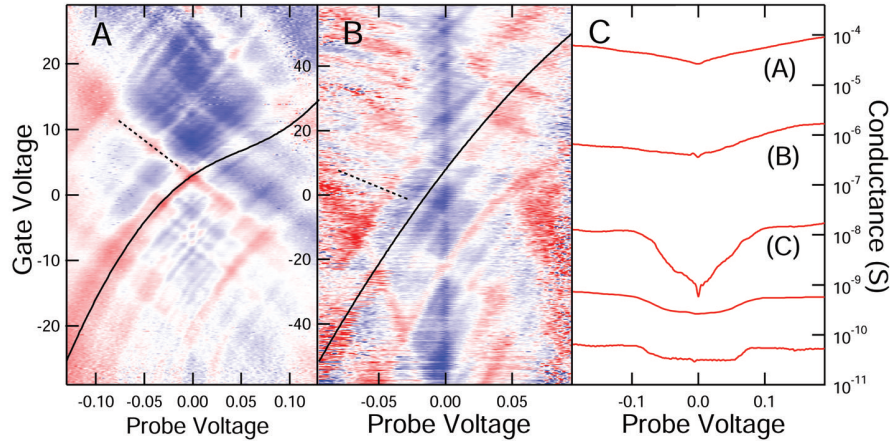 A
B
C
20
10
0
-10
-20
Gate Voltage
40
20
0
-20
-40
(A)
(B)
(C)
10-4
10-5
10-6
10-7
10-8
10-9
10-10
10-11
Conductance (S)
-0.10 -0.05 0.00 0.05 0.10
Probe Voltage
-0.05 0.00 0.05
Probe Voltage
-0.1 0.0 0.1
Probe Voltage